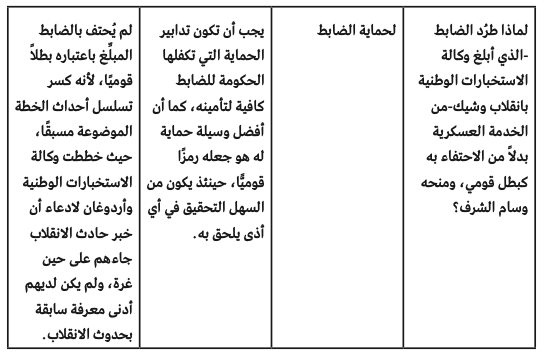 لماذا طرُد الضابط
-الذي أبلغ وكالة
الاستخبارات الوطنية
بانقلاب وشيك-من
الخدمة العسكرية
بدلاً من الاحتفاء به
كبطل قومي، ومنحه
وسام الشرف؟
لحماية الضابط
يجب أن تكون تدابير
الحماية التي تكفلها
الحكومة للضابط
كافية لتأمينه، كما أن
أفضل وسيلة حماية
له هو جعله رمزًا
قوميًّا، حينئذ يكون من
السهل التحقيق في أي
أذى يلحق به.
لم يُحتف بالضابط
المبلِّغ باعتباره بطلاً
قوميًا، لأنه كسر
تسلسل أحداث الخطة
الموضوعة مسبقًا،
حيث خططت وكالة
الاستخبارات الوطنية
وأردوغان لادعاء أن
خبر حادث الانقلاب
جاءهم على حين
غرة، ولم يكن لديهم
أدنى معرفة سابقة
بحدوث الانقلاب.